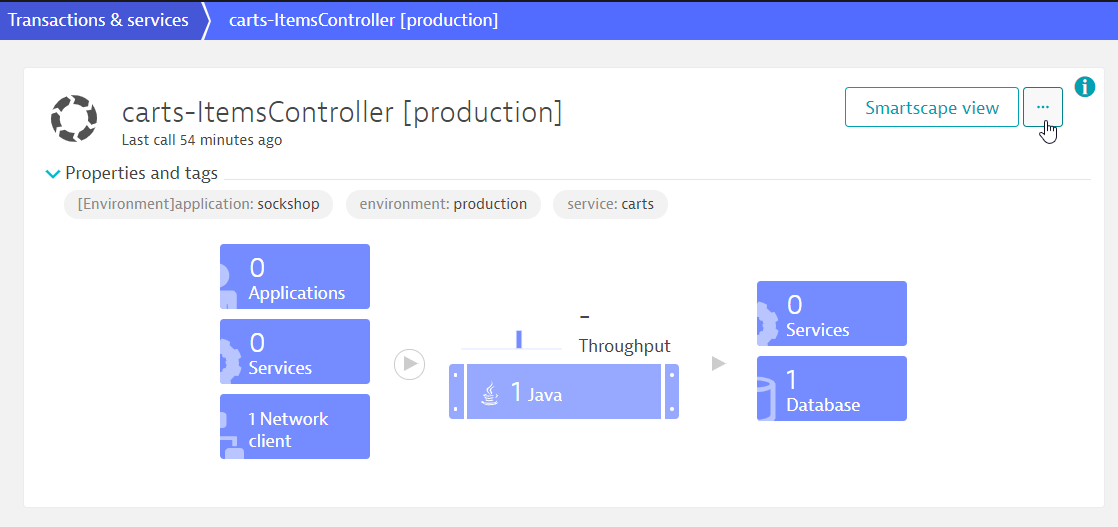 Transactions & services
carts-ItemsController [production]
carts-ItemsController [production]
Last call 54 minutes ago
Smartscape view
...
i
Properties and tags
[Environment]application: sockshop
environment: production
service: carts
0
Applications
0
Services
1 Network
client
-
Throughput
1 Java
0
Services
1
Database